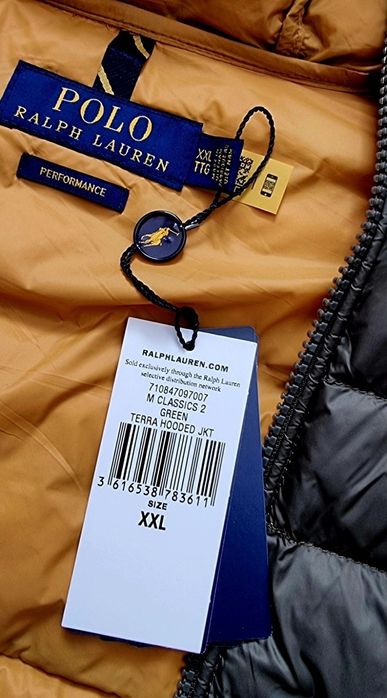 POLO
RALPH LAUREN
PERFORMANCE
XXL
TTG
RALPHLAUREN.COM
Sold exclusively through the Ralph Lauren
selective distribution network
710847097007
M CLASSICS 2
GREEN
TERRA HOODED JKT
3 616538 783611
SIZE
XXL